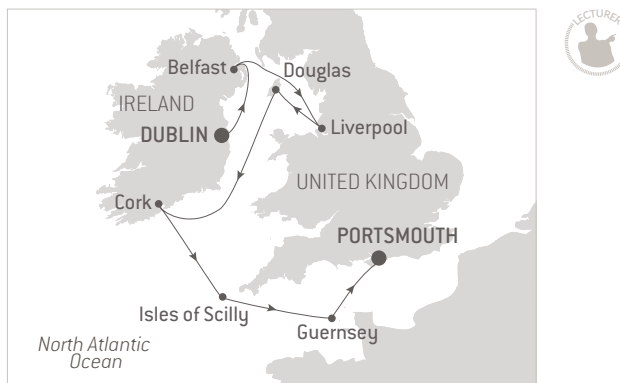 LECTURER
Belfast
Douglas
IRELAND
DUBLIN
Liverpool
UNITED KINGDOM
Cork
PORTSMOUTH
Isles of Scilly
Guernsey
North Atlantic
Ocean